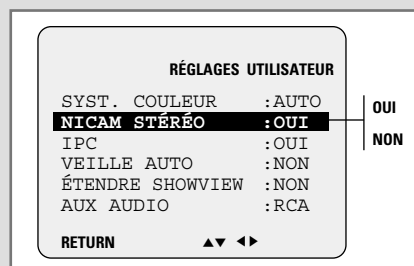 RÉGLAGES UTILISATEUR
SYST. COULEUR :AUTO
NICAM STÉRÉO :OUI
IPC :OUI
VEILLE AUTO :NON
ÉTENDRE SHOWVIEW :NON
AUX AUDIO :RCA
RETURN ▲▼ ◀▶
OUI
NON